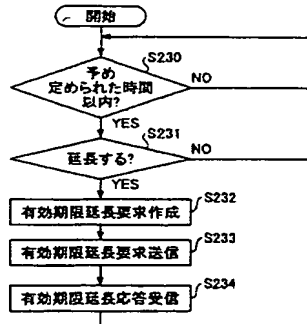 開始
S230
予め
定められた時間
以内?
NO
YES
S231
延長する?
NO
YES
S232
有効期限延長要求作成
S233
有効期限延長要求送信
S234
有効期限延長応答受信